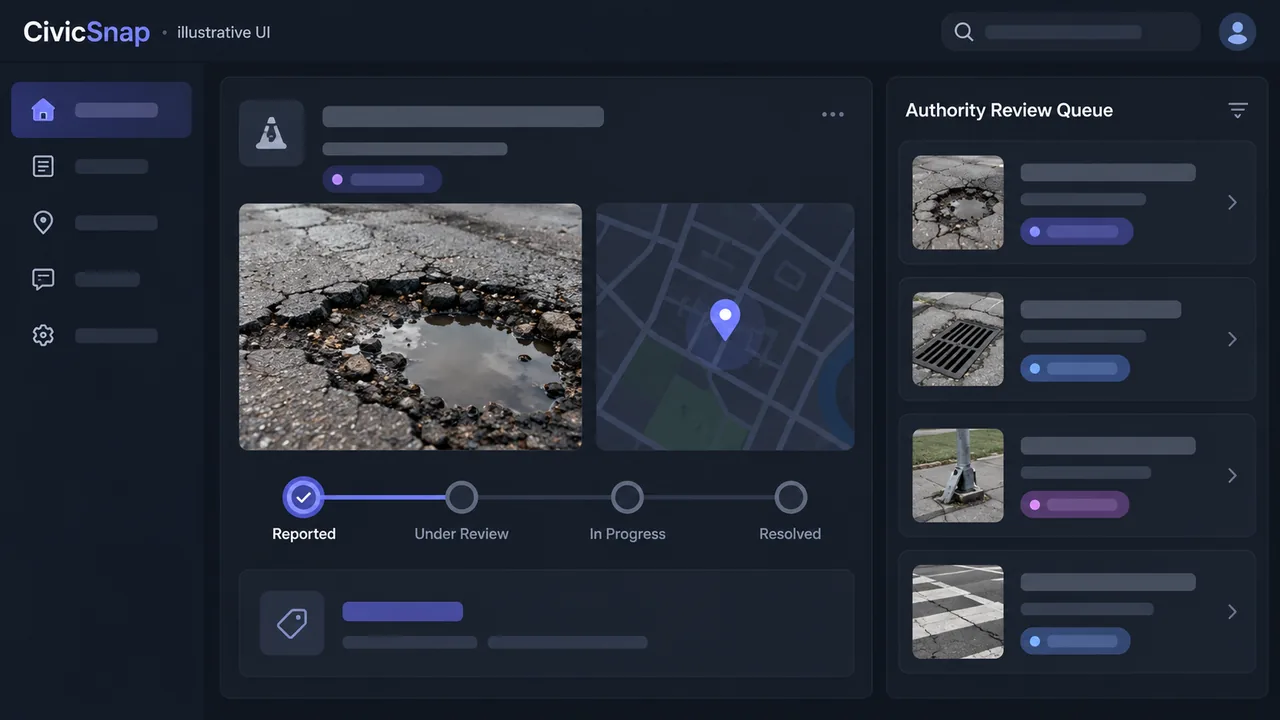 CivicSnap • illustrative UI
Authority Review Queue
Reported
Under Review
In Progress
Resolved